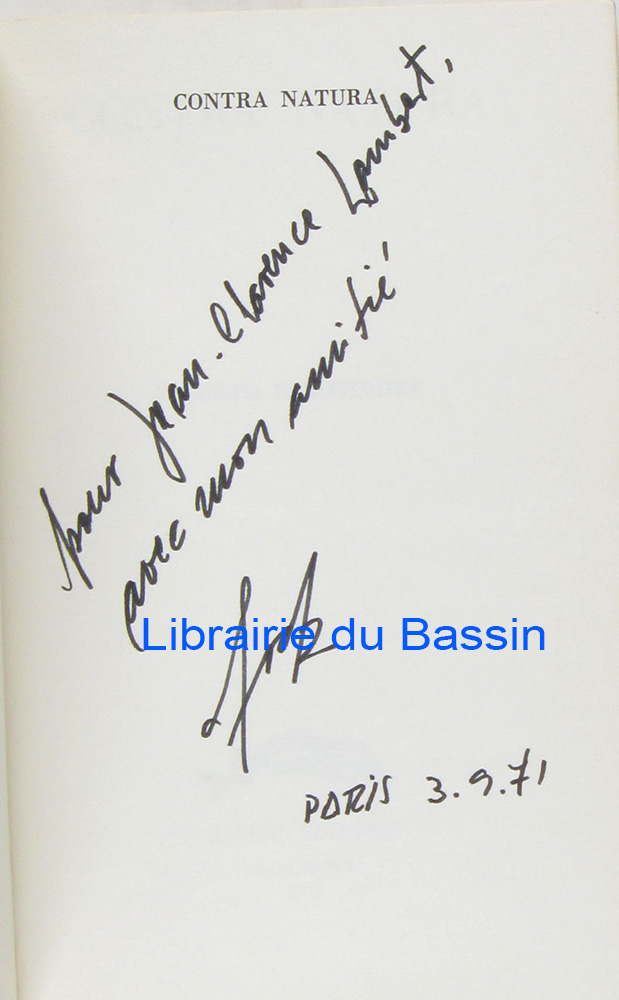 CONTRA NATURA
pour Jean-Clarence Lambert,
avec mon amitié
Librairie du Bassin
PARIS 3.9.71